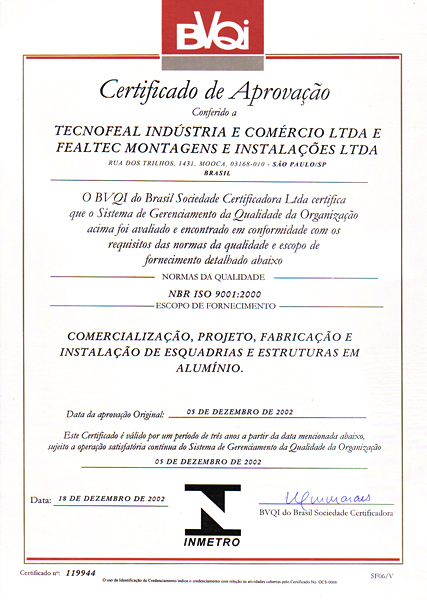 BVQi
Certificado de Aprovação
Conferido a
TECNOFEAL INDÚSTRIA E COMÉRCIO LTDA E
FEALTEC MONTAGENS E INSTALAÇÕES LTDA
RUA DOS TRILHOS, 1431, MOOCA, 03168-010 - SÃO PAULO/SP
BRASIL
O BVQI do Brasil Sociedade Certificadora Ltda certifica
que o Sistema de Gerenciamento da Qualidade da Organização
acima foi avaliado e encontrado em conformidade com os
requisitos das normas da qualidade e escopo de
fornecimento detalhado abaixo
NORMAS DA QUALIDADE
NBR ISO 9001:2000
ESCOPO DE FORNECIMENTO
COMERCIALIZAÇÃO, PROJETO, FABRICAÇÃO E
INSTALAÇÃO DE ESQUADRIAS E ESTRUTURAS EM
ALUMÍNIO.
Data da aprovação Original: 05 DE DEZEMBRO DE 2002
Este Certificado é válido por um período de três anos a partir da data mencionada abaixo,
sujeito a operação satisfatória contínua do Sistema de Gerenciamento da Qualidade da Organização
05 DE DEZEMBRO DE 2002
Data: 18 DE DEZEMBRO DE 2002
BVQI do Brasil Sociedade Certificadora
INMETRO
Certificado nº: 119944
SF06/V
O uso da Identificação de Credenciamento indica o credenciamento com relação às atividades cobertas pelo Certificado No. OCS-0006